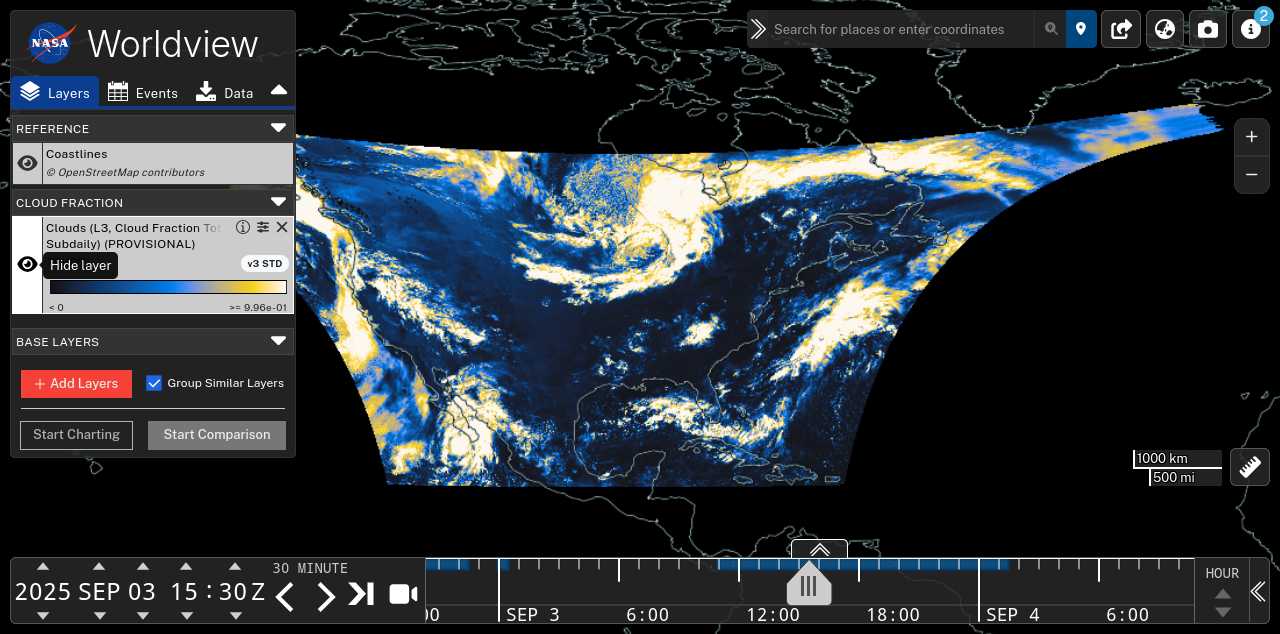 NASA Worldview
Search for places or enter coordinates
2
Layers Events Data
REFERENCE
Coastlines
© OpenStreetMap contributors
CLOUD FRACTION
Clouds (L3, Cloud Fraction Tot
Subdaily) (PROVISIONAL)
Hide layer
v3 STD
< 0 >= 9.96e-01
BASE LAYERS
+ Add Layers Group Similar Layers
Start Charting Start Comparison
+
−
1000 km
500 mi
30 MINUTE
2025 SEP 03 15 : 30 Z
00 SEP 3 6:00 12:00 18:00 SEP 4 6:00
HOUR